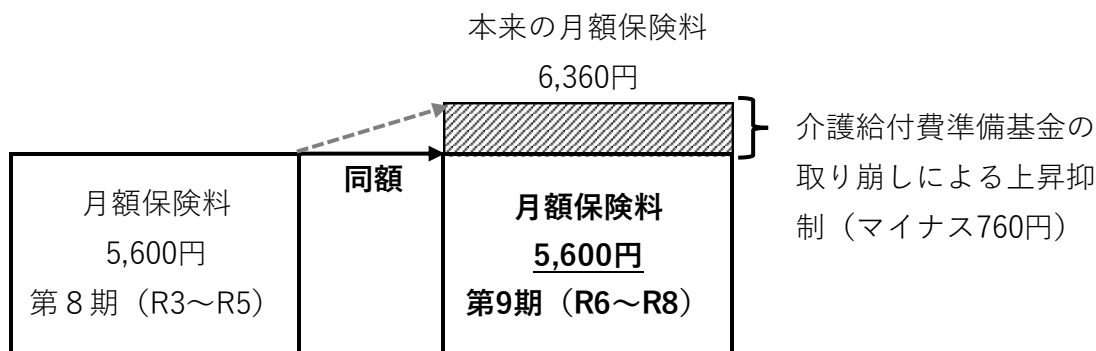 本来の月額保険料
6,360円
介護給付費準備基金の
取り崩しによる上昇抑
制（マイナス760円）
同額
月額保険料
5,600円
第８期（R3～R5）
月額保険料
5,600円
第9期（R6～R8）